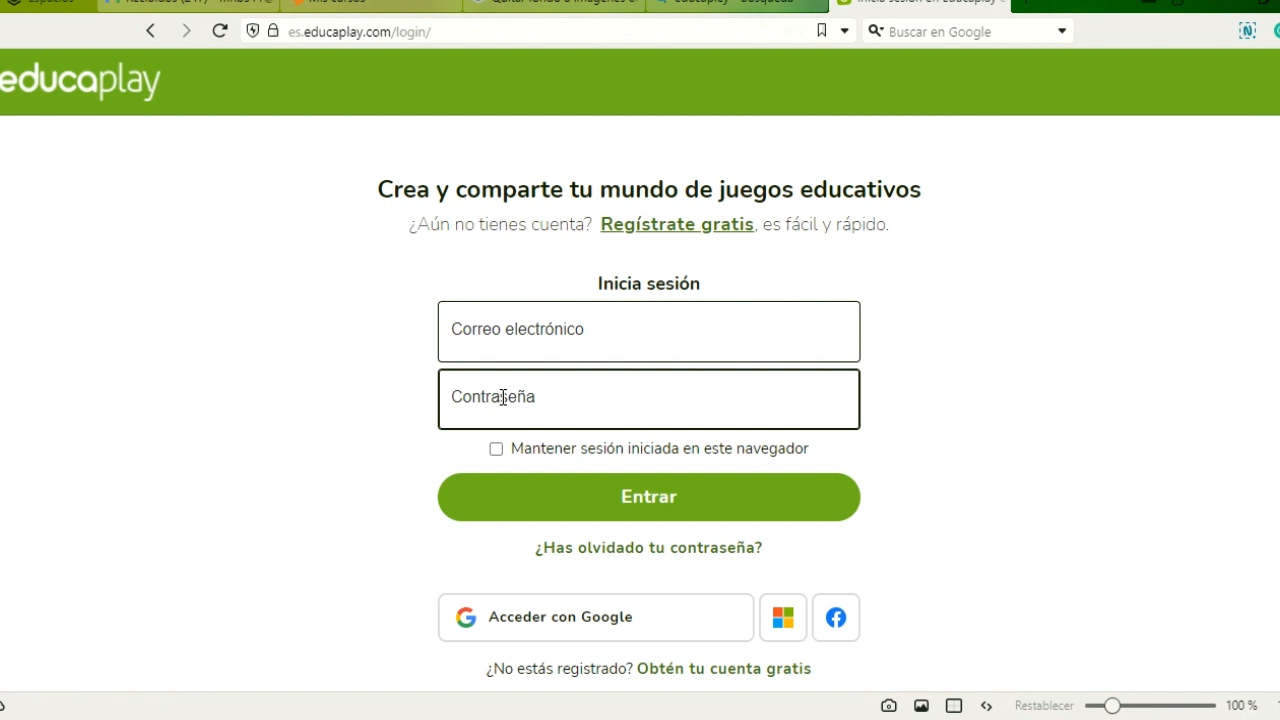 Mis cursos
es.educaplay.com/login/
Buscar en Google
educaplay
Crea y comparte tu mundo de juegos educativos
¿Aún no tienes cuenta? Regístrate gratis, es fácil y rápido.
Inicia sesión
Correo electrónico
Contraseña
Mantener sesión iniciada en este navegador
Entrar
¿Has olvidado tu contraseña?
Acceder con Google
¿No estás registrado? Obtén tu cuenta gratis
Restablecer 100 %